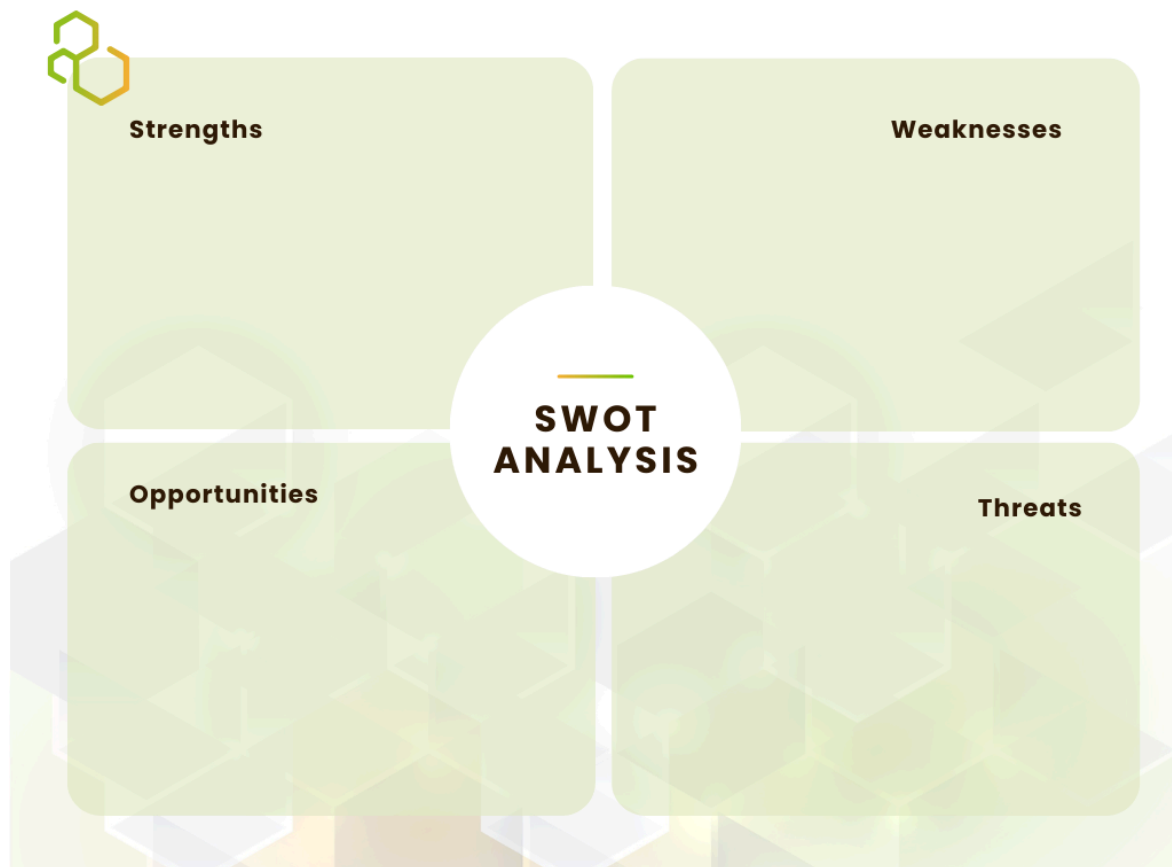 Strengths
Weaknesses
SWOT
ANALYSIS
Opportunities
Threats